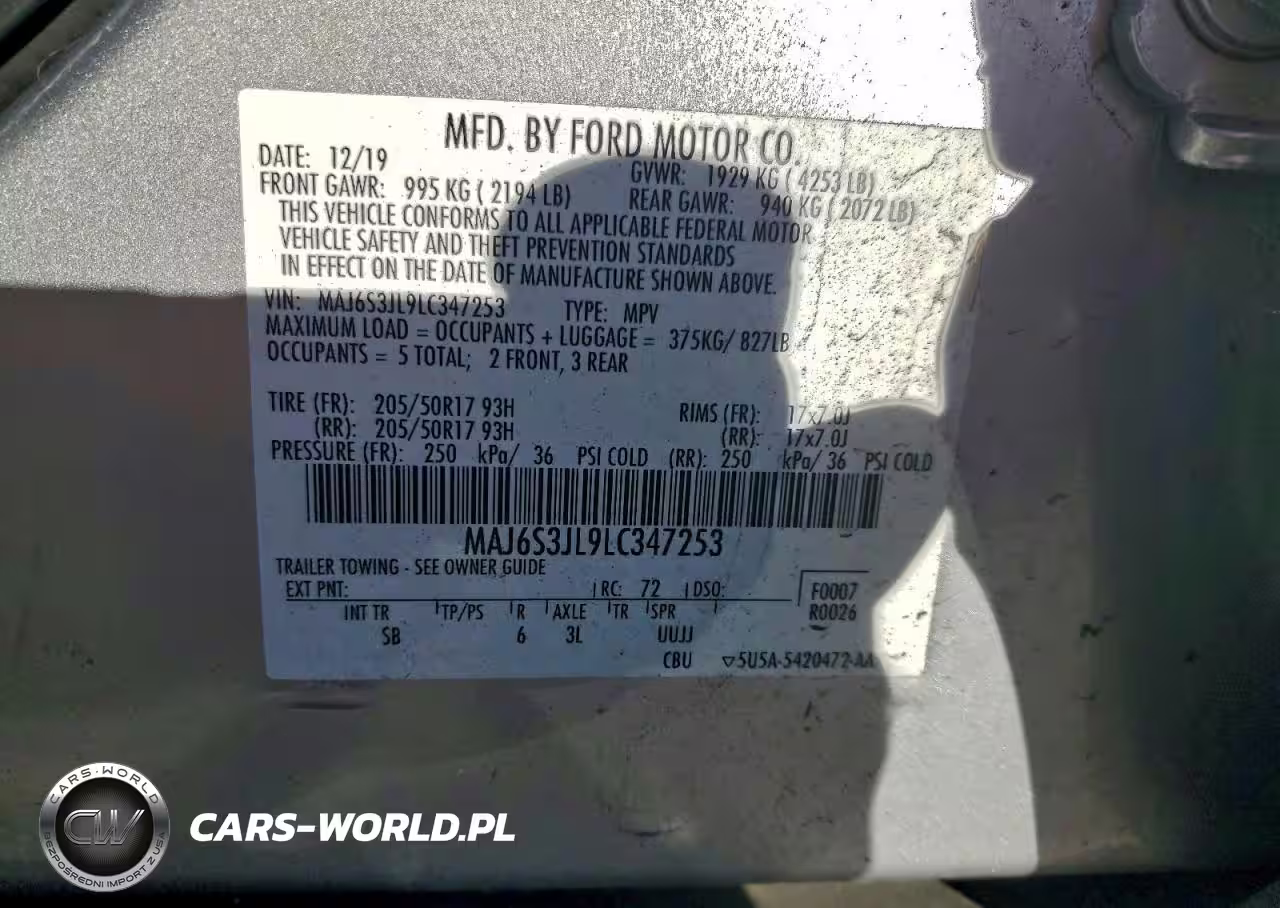 MFD. BY FORD MOTOR CO.
DATE: 12/19 GVWR: 1929 KG ( 4253 LB)
FRONT GAWR: 995 KG ( 2194 LB) REAR GAWR: 940 KG ( 2072 LB)
THIS VEHICLE CONFORMS TO ALL APPLICABLE FEDERAL MOTOR
VEHICLE SAFETY AND THEFT PREVENTION STANDARDS
IN EFFECT ON THE DATE OF MANUFACTURE SHOWN ABOVE.
VIN: MAJ6S3JL9LC347253 TYPE: MPV
MAXIMUM LOAD = OCCUPANTS + LUGGAGE = 375KG/ 827LB
OCCUPANTS = 5 TOTAL; 2 FRONT, 3 REAR
TIRE (FR): 205/50R17 93H RIMS (FR): 17x7.0J
(RR): 205/50R17 93H (RR): 17x7.0J
PRESSURE (FR): 250 kPa/ 36 PSI COLD (RR): 250 kPa/ 36 PSI COLD
MAJ6S3JL9LC347253
TRAILER TOWING - SEE OWNER GUIDE
EXT PNT: RC: 72 DSO: F0007
INT TR TP/PS R AXLE TR SPR R0026
SB 6 3L UUJJ
CBU ▽5U5A-5420472-AA
CARS-WORLD
CW
BEZPOŚREDNI IMPORT Z USA
CARS-WORLD.PL